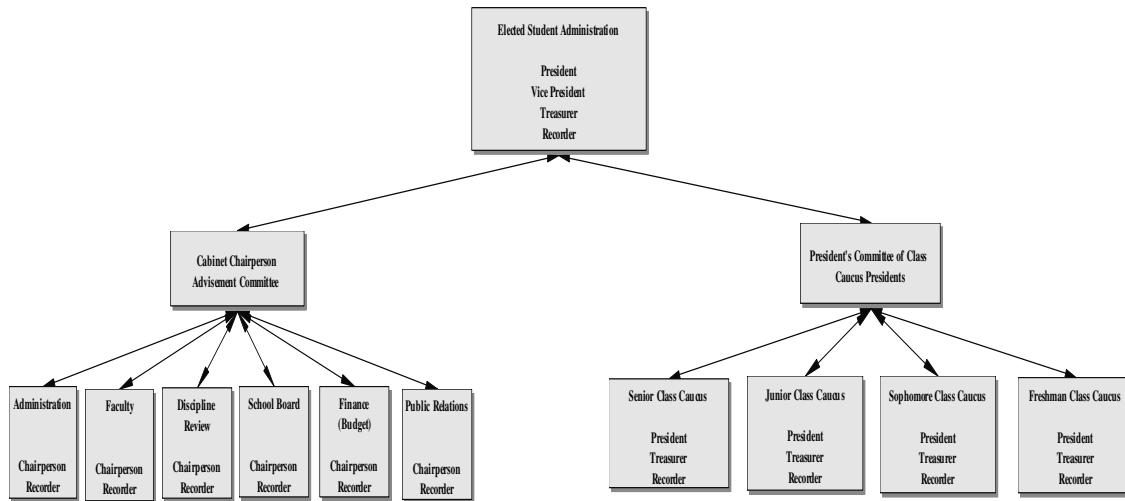 Elected Student Administration
President
Vice President
Treasurer
Recorder
Cabinet Chairperson
Advisement Committee
President's Committee of Class
Caucus Presidents
Administration
Chairperson
Recorder
Faculty
Chairperson
Recorder
Discipline
Review
Chairperson
Recorder
School Board
Chairperson
Recorder
Finance
(Budget)
Chairperson
Recorder
Public Relations
Chairperson
Recorder
Senior Class Caucus
President
Treasurer
Recorder
Junior Class Caucus
President
Treasurer
Recorder
Sophomore Class Caucus
President
Treasurer
Recorder
Freshman Class Caucus
President
Treasurer
Recorder